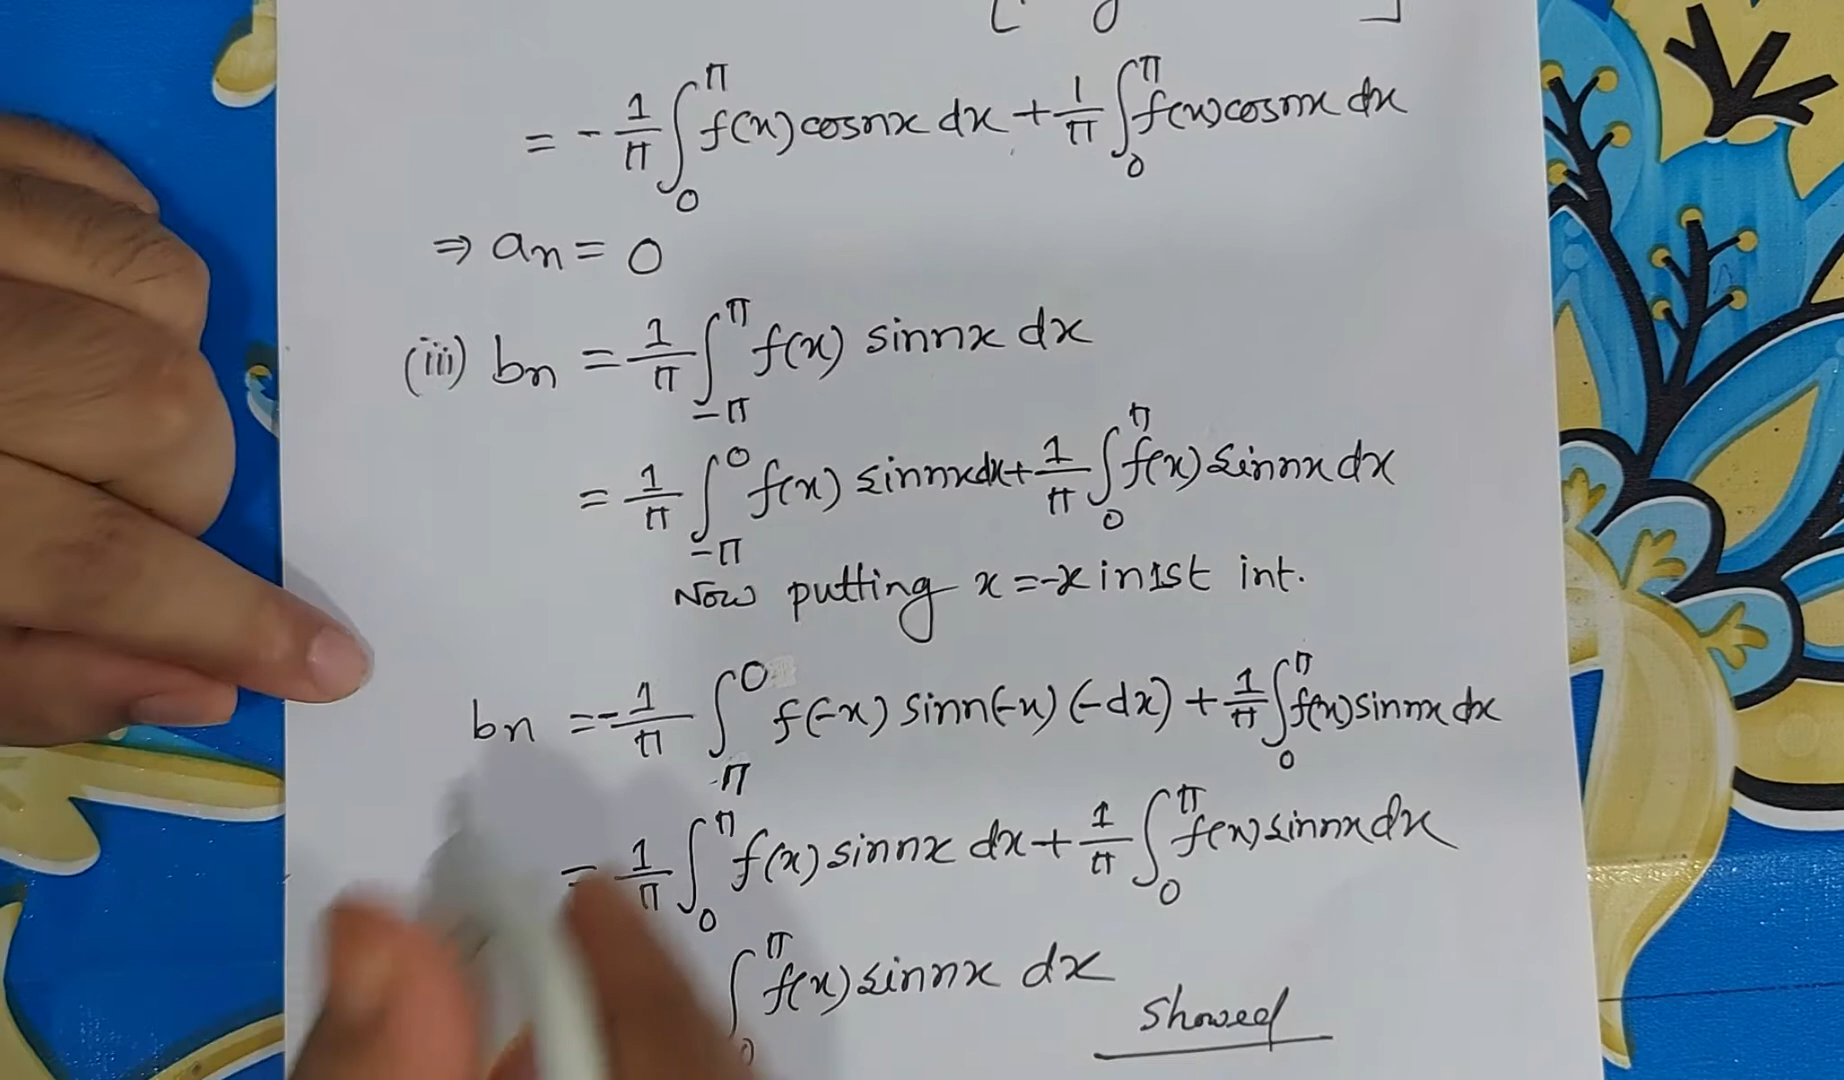 = - 1/π ∫₀^π f(x) cosnx dx + 1/π ∫₀^π f(x) cosnx dx
⇒ an = 0
(iii) bn = 1/π ∫_{-π}^π f(x) sinnx dx
= 1/π ∫_{-π}^0 f(x) sinnxdx + 1/π ∫₀^π f(x) sinnx dx
Now putting x = -x in 1st int.
bn = - 1/π ∫_{π}^0 f(-x) sinn(-x) (-dx) + 1/π ∫₀^π f(x) sinnx dx
= 1/π ∫₀^π f(x) sinnx dx + 1/π ∫₀^π f(x) sinnx dx
∫₀^π f(x) sinnx dx
Showed